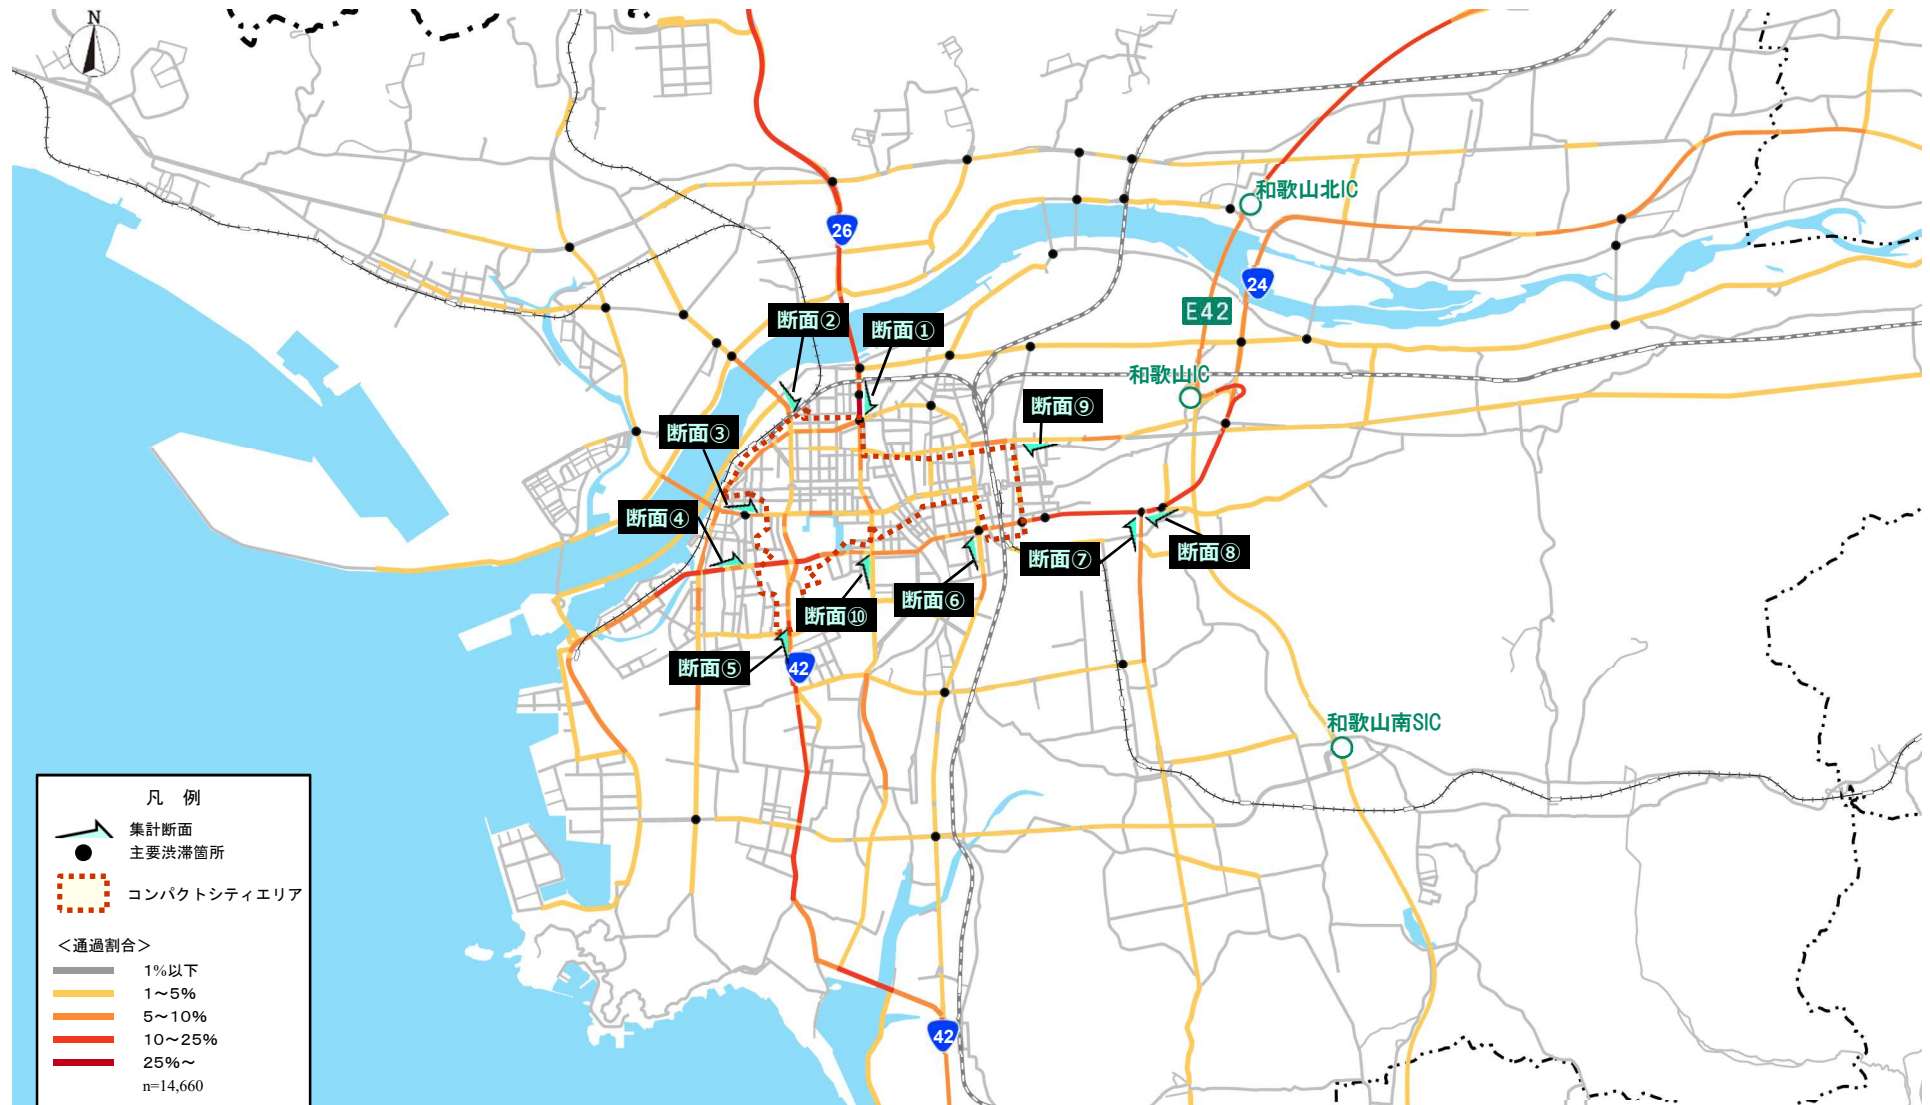 N
和歌山北IC
26
24
E42
断面②
断面①
和歌山IC
断面⑨
断面③
断面④
断面⑦
断面⑧
断面⑩
断面⑥
断面⑤
42
和歌山南SIC
42
凡 例
集計断面
主要渋滞箇所
コンパクトシティエリア
＜通過割合＞
1%以下
1～5%
5～10%
10～25%
25%～
n=14,660